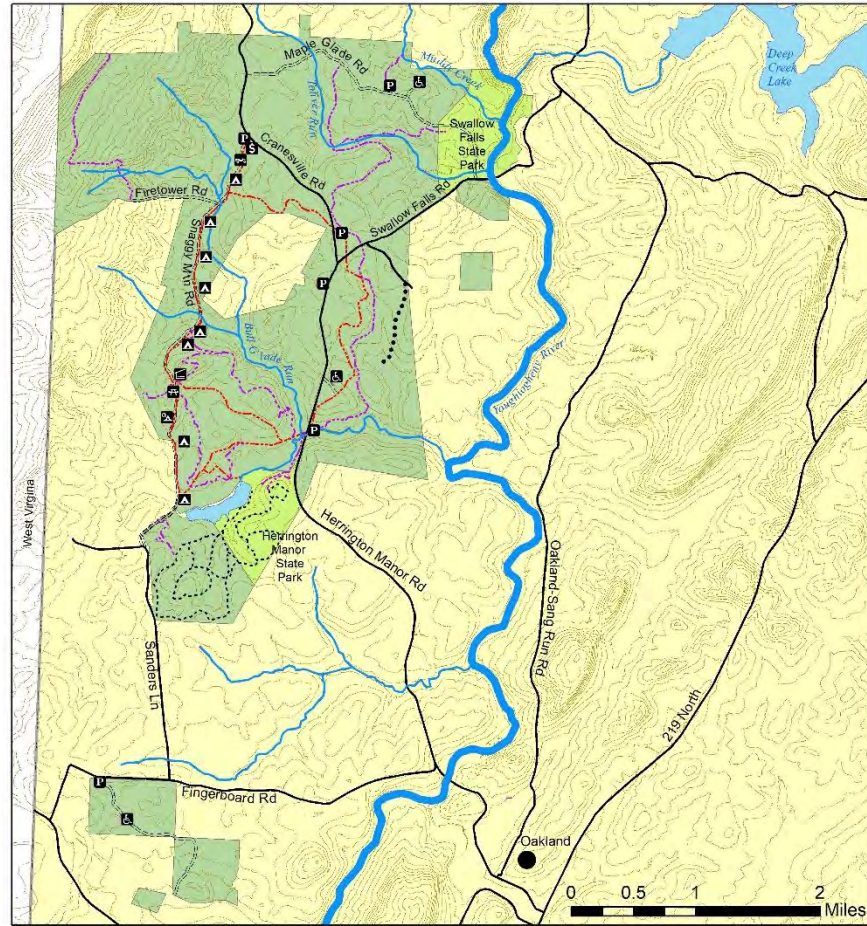 Maple Glade Rd
Muddy Creek
Deep
Creek
Lake
Toliver Run
P
P
S
Swallow
Falls
State
Park
Cranesville Rd
Firetower Rd
Swallow Falls Rd
Snaggy Mtn Rd
P
P
Bull Glade Run
Youghiogheny River
P
West Virgina
Herrington
Manor
State
Park
Herrington Manor Rd
Oakland-Sang Run Rd
Sanders Ln
219 North
P
Fingerboard Rd
Oakland
0 0.5 1 2
Miles